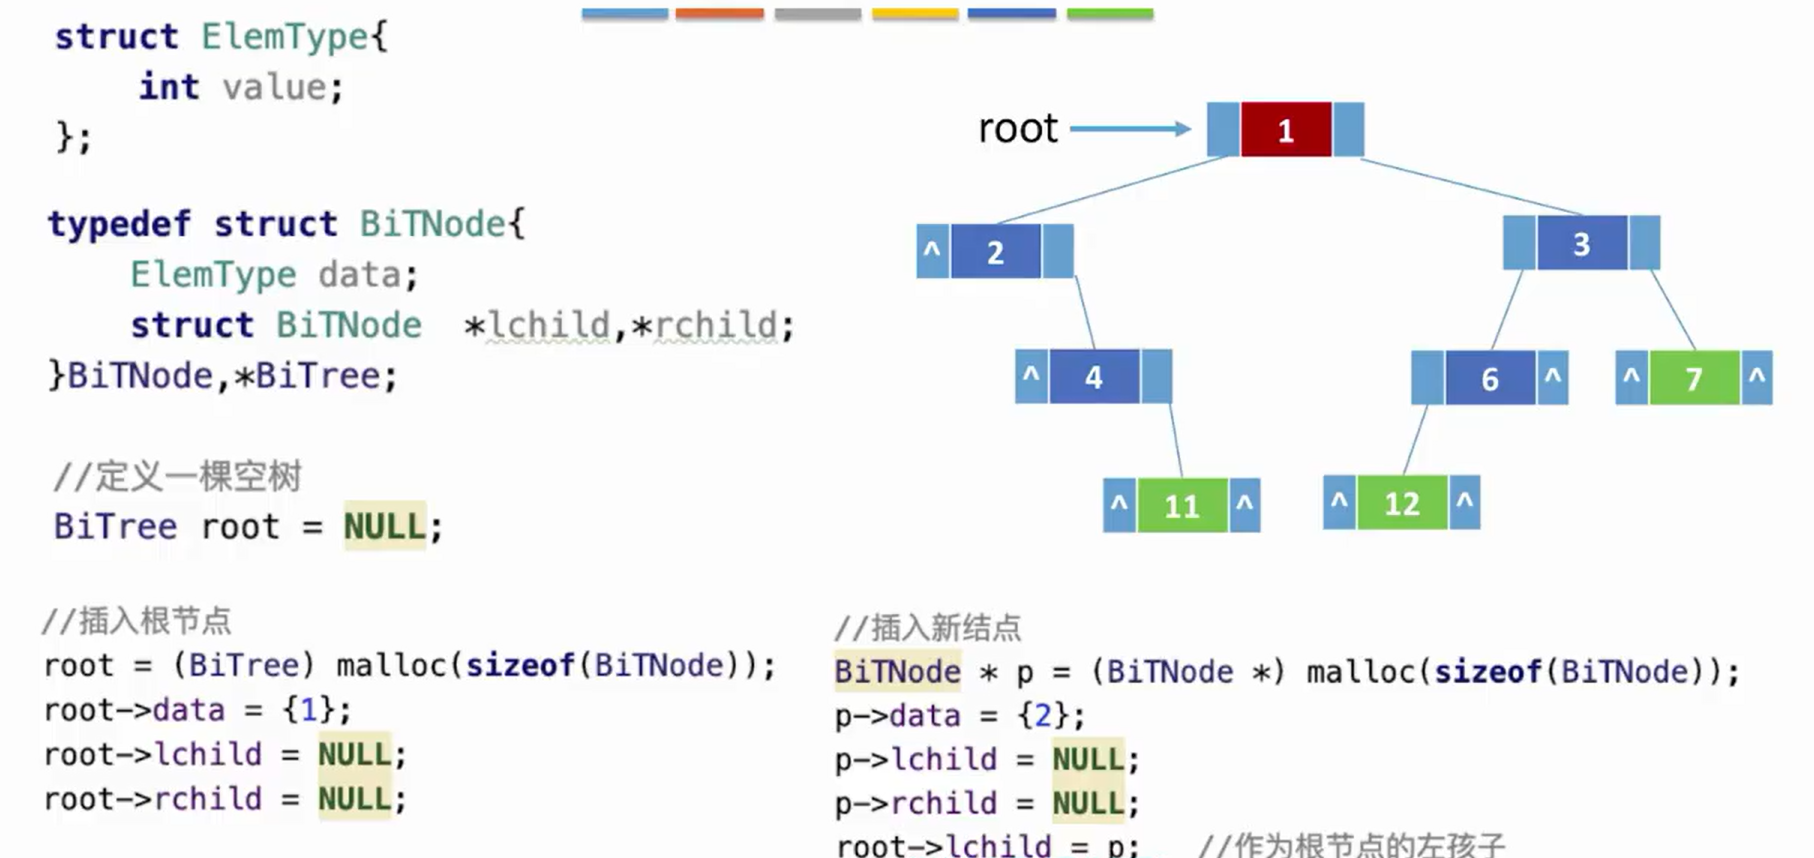 struct ElemType{
int value;
};
typedef struct BiTNode{
ElemType data;
struct BiTNode *lchild,*rchild;
}BiTNode,*BiTree;
//定义一棵空树
BiTree root = NULL;
//插入根节点
root = (BiTree) malloc(sizeof(BiTNode));
root->data = {1};
root->lchild = NULL;
root->rchild = NULL;
root
1
^ 2
3
^ 4
6 ^
^ 7 ^
^ 11 ^
^ 12 ^
//插入新结点
BiTNode * p = (BiTNode *) malloc(sizeof(BiTNode));
p->data = {2};
p->lchild = NULL;
p->rchild = NULL;
root->lchild = p; //作为根节点的左孩子